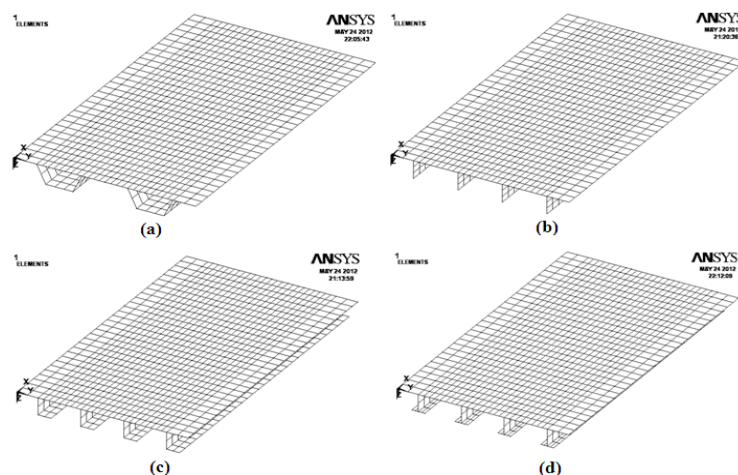 1
ELEMENTS
ANSYS
MAY 24 2012
22:05:43
X
Y
Z
(a)
1
ELEMENTS
ANSYS
MAY 24 2012
X
Y
Z
(b)
1
ELEMENTS
ANSYS
MAY 24 2012
21:13:59
X
Y
Z
(c)
1
ELEMENTS
ANSYS
MAY 24 2012
22:12:09
X
Y
Z
(d)